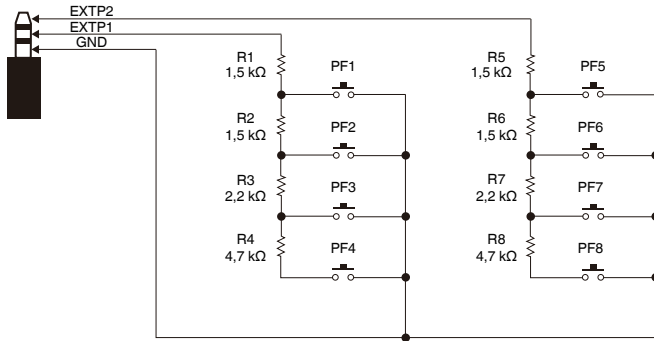 EXTP2
EXTP1
GND
R1
1,5 kΩ
PF1
R2
1,5 kΩ
PF2
R3
2,2 kΩ
PF3
R4
4,7 kΩ
PF4
R5
1,5 kΩ
PF5
R6
1,5 kΩ
PF6
R7
2,2 kΩ
PF7
R8
4,7 kΩ
PF8